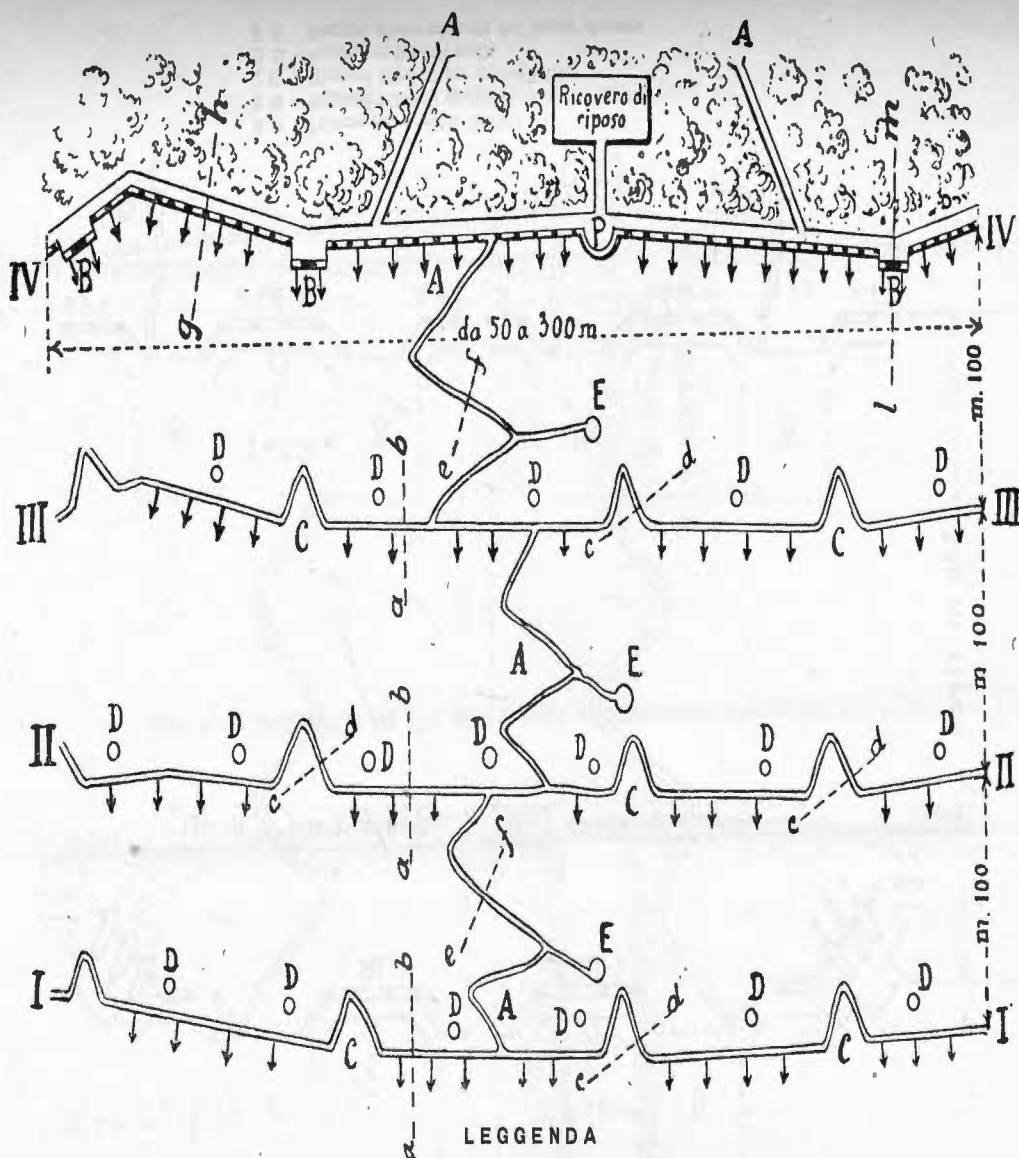 A A
Ricovero di
riposo
h m
P
IV B B A B IV
g
da 50 a 300 m.
l
m. 100
f
E
b
D D e D D d D
III C c C III
a
m 100
A E
b
D D d D D D D d D
II c C c II
f
a
m. 100
E
e
b
D D D A D d D D
I C c C I
a
LEGGENDA